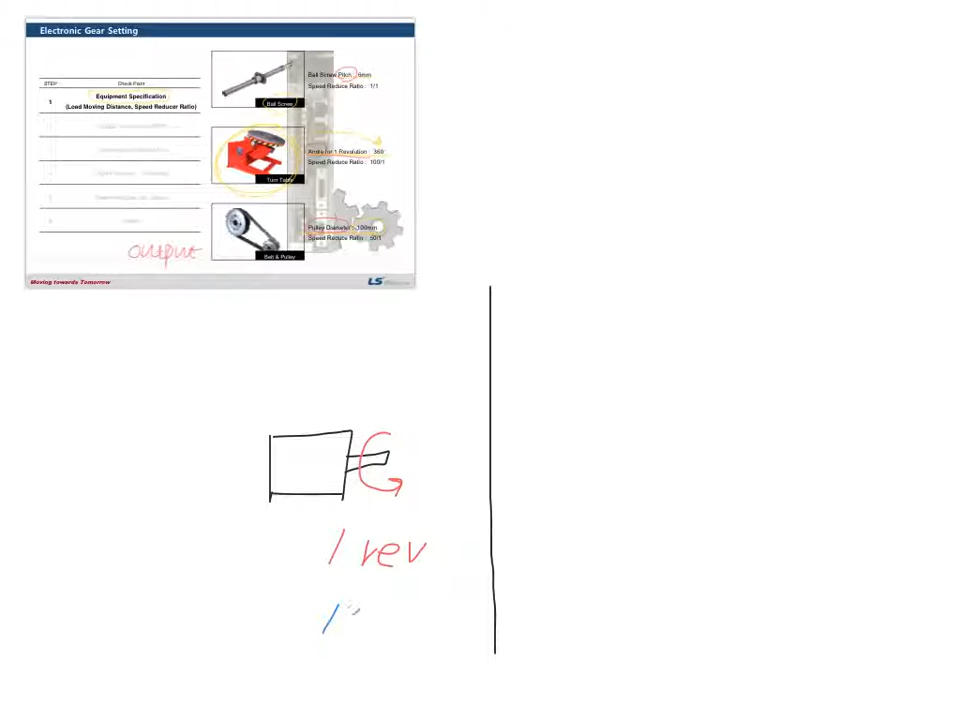 Electronic Gear Setting
STEP Check Point
1 Equipment Specification
(Load Moving Distance, Speed Reducer Ratio)
Ball Screw
Ball Screw Pitch : 6mm
Speed Reduce Ratio : 1/1
Turn Table
Angle for 1 Revolution : 360
Speed Reduce Ratio : 100/1
Belt & Pulley
Pulley Diameter : 100mm
Speed Reduce Ratio : 50/1
output
Moving towards Tomorrow
LS
1 rev